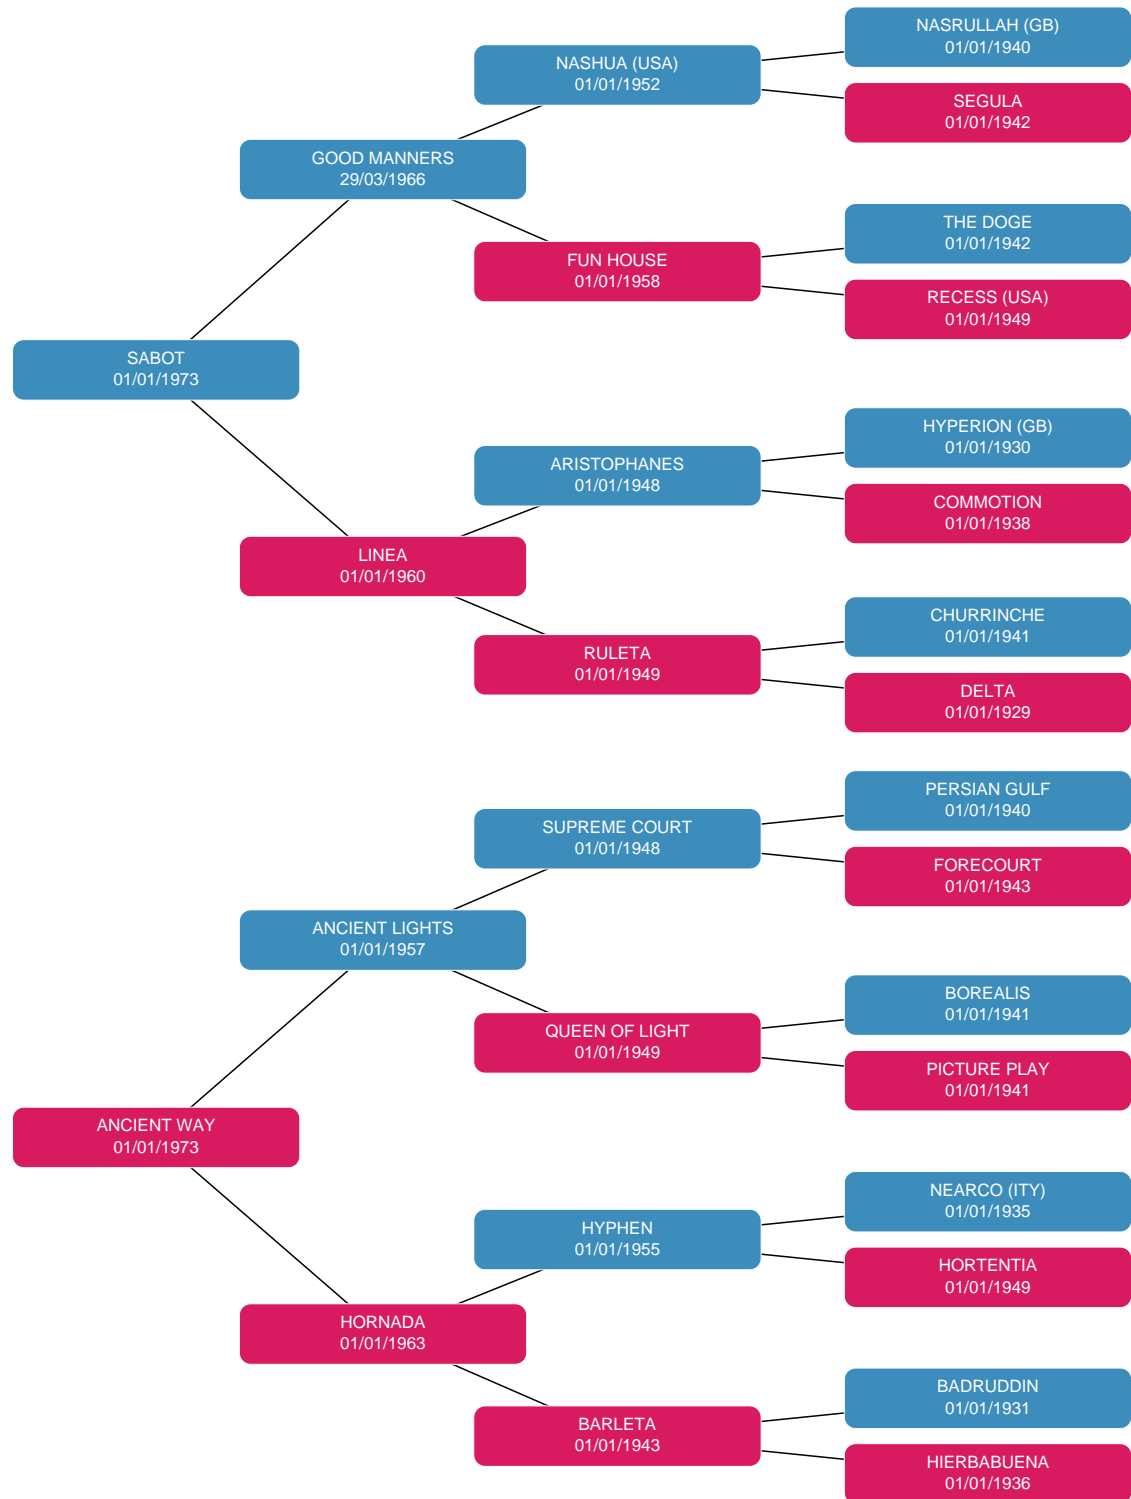 NASRULLAH (GB)
01/01/1940
NASHUA (USA)
01/01/1952
SEGULA
01/01/1942
GOOD MANNERS
29/03/1966
THE DOGE
01/01/1942
FUN HOUSE
01/01/1958
RECESS (USA)
01/01/1949
SABOT
01/01/1973
HYPERION (GB)
01/01/1930
ARISTOPHANES
01/01/1948
COMMOTION
01/01/1938
LINEA
01/01/1960
CHURRINCHE
01/01/1941
RULETA
01/01/1949
DELTA
01/01/1929
PERSIAN GULF
01/01/1940
SUPREME COURT
01/01/1948
FORECOURT
01/01/1943
ANCIENT LIGHTS
01/01/1957
BOREALIS
01/01/1941
QUEEN OF LIGHT
01/01/1949
PICTURE PLAY
01/01/1941
ANCIENT WAY
01/01/1973
NEARCO (ITY)
01/01/1935
HYPHEN
01/01/1955
HORTENTIA
01/01/1949
HORNADA
01/01/1963
BADRUDDIN
01/01/1931
BARLETA
01/01/1943
HIERBABUENA
01/01/1936